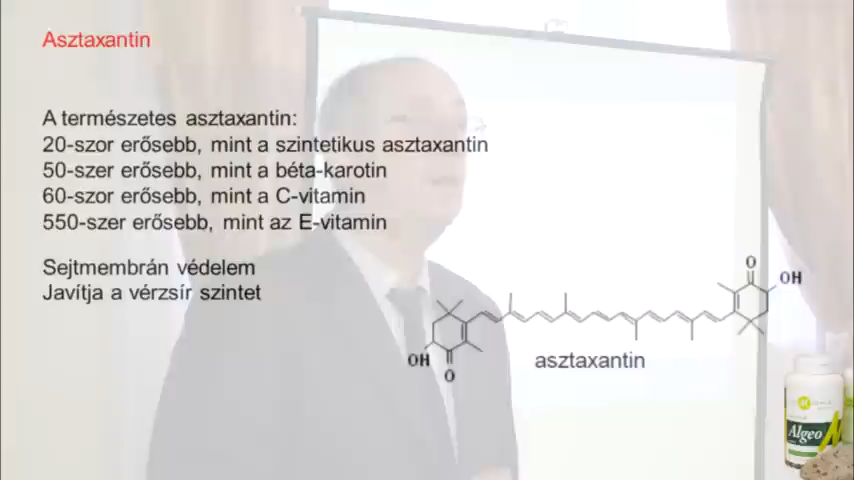 Asztaxantin
A természetes asztaxantin:
20-szor erősebb, mint a szintetikus asztaxantin
50-szer erősebb, mint a béta-karotin
60-szor erősebb, mint a C-vitamin
550-szer erősebb, mint az E-vitamin
Sejtmembrán védelem
Javítja a vérzsír szintet
O
OH
OH
O
asztaxantin
Algeo